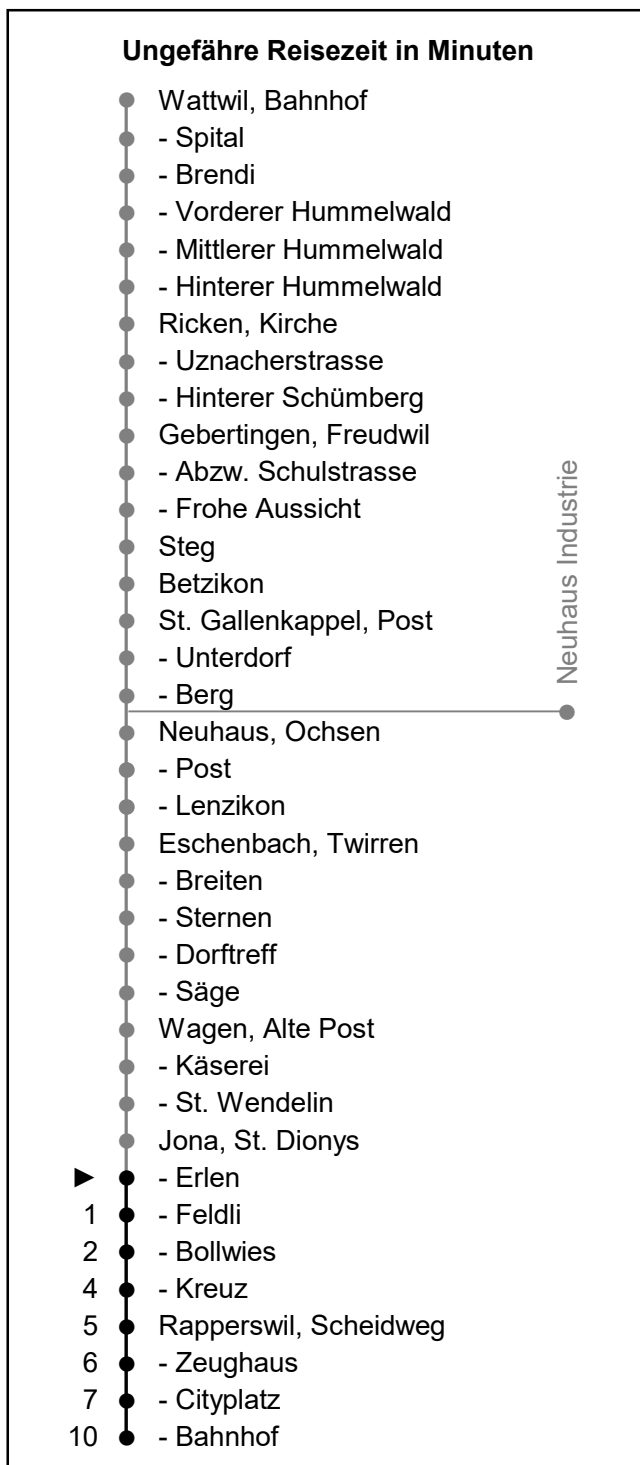 Ungefähre Reisezeit in Minuten
Wattwil, Bahnhof
- Spital
- Brendi
- Vorderer Hummelwald
- Mittlerer Hummelwald
- Hinterer Hummelwald
Ricken, Kirche
- Uznacherstrasse
- Hinterer Schümberg
Gebertingen, Freudwil
- Abzw. Schulstrasse
- Frohe Aussicht
Steg
Betzikon
St. Gallenkappel, Post
- Unterdorf
- Berg
Neuhaus Industrie
Neuhaus, Ochsen
- Post
- Lenzikon
Eschenbach, Twirren
- Breiten
- Sternen
- Dorftreff
- Säge
Wagen, Alte Post
- Käserei
- St. Wendelin
Jona, St. Dionys
► - Erlen
1 - Feldli
2 - Bollwies
4 - Kreuz
5 Rapperswil, Scheidweg
6 - Zeughaus
7 - Cityplatz
10 - Bahnhof